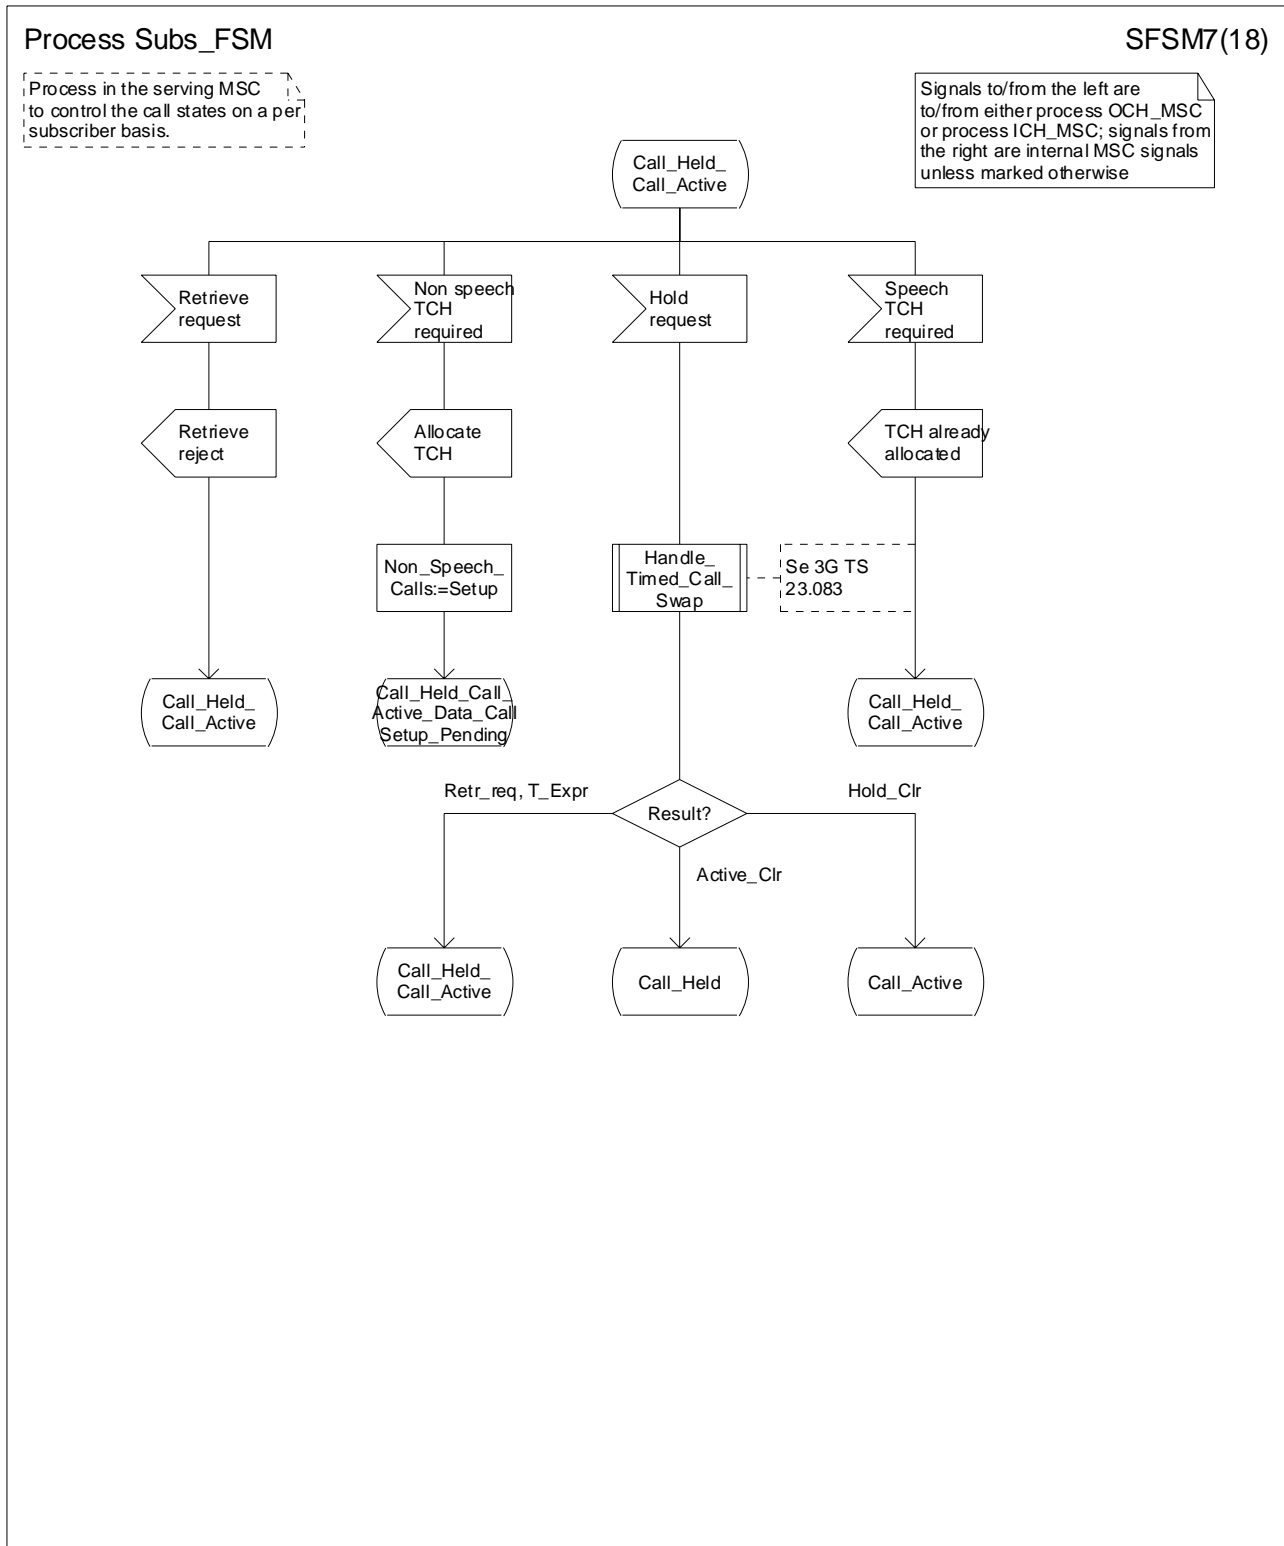 Process Subs_FSM
SFSM7(18)
Process in the serving MSC
to control the call states on a per
subscriber basis.
Signals to/from the left are
to/from either process OCH_MSC
or process ICH_MSC; signals from
the right are internal MSC signals
unless marked otherwise
Call_Held_
Call_Active
Retrieve
request
Non speech
TCH
required
Hold
request
Speech
TCH
required
Retrieve
reject
Allocate
TCH
TCH already
allocated
Non_Speech_
Calls:=Setup
Handle_
Timed_Call_
Swap
Se 3G TS
23.083
Call_Held_
Call_Active
Call_Held_Call_
Active_Data_Call
Setup_Pending
Call_Held_
Call_Active
Retr_req, T_Expr
Result?
Hold_Clr
Active_Clr
Call_Held_
Call_Active
Call_Held
Call_Active